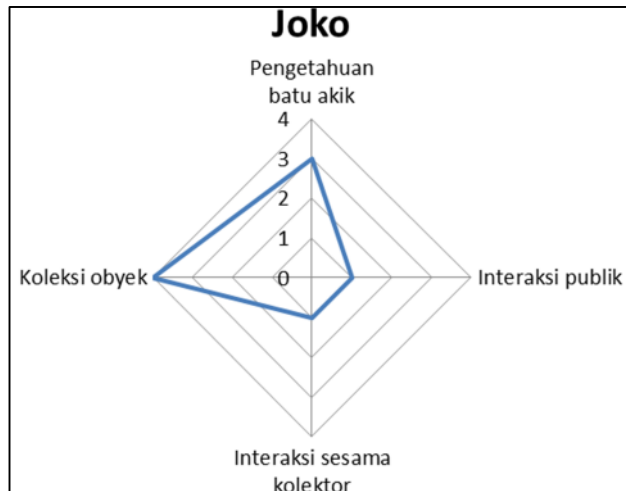 Joko
Pengetahuan
batu akik
4
3
2
1
0
Koleksi obyek
Interaksi publik
Interaksi sesama
kolektor